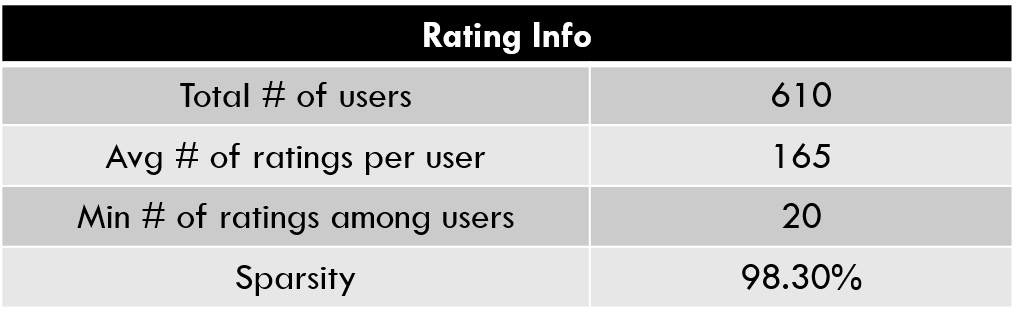 Rating Info
Total # of users 610
Avg # of ratings per user 165
Min # of ratings among users 20
Sparsity 98.30%